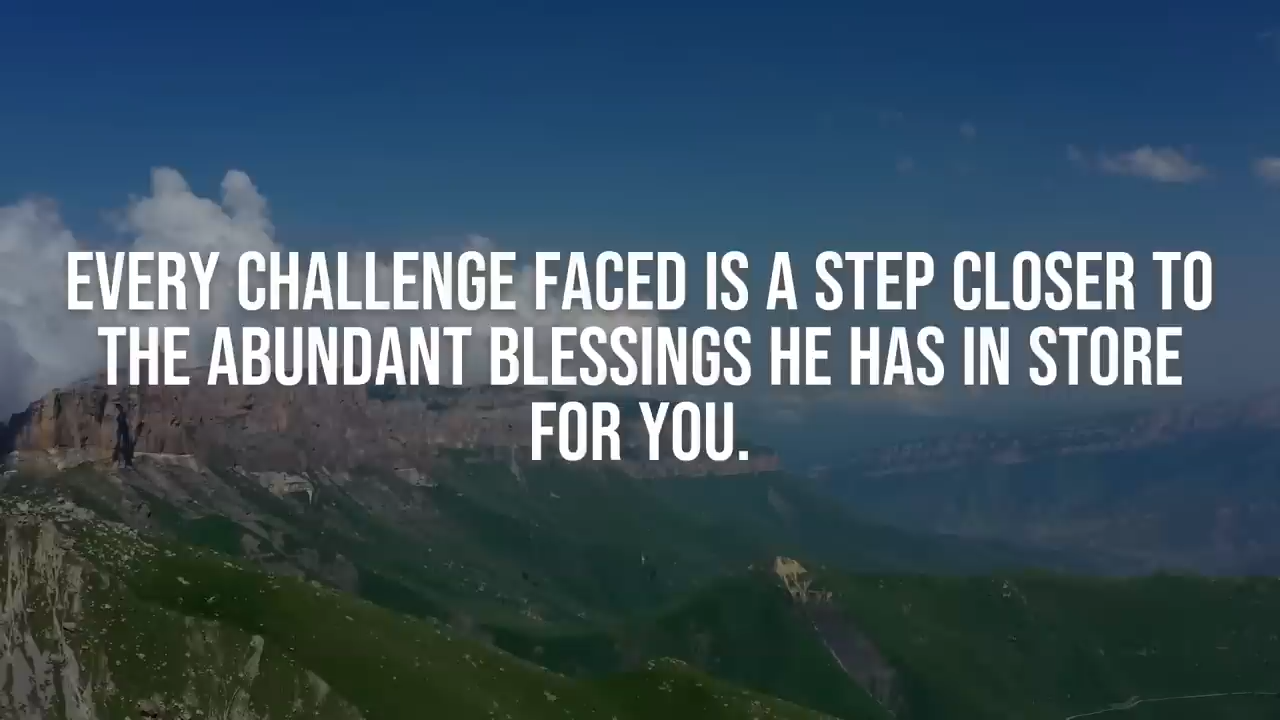 EVERY CHALLENGE FACED IS A STEP CLOSER TO
THE ABUNDANT BLESSINGS HE HAS IN STORE
FOR YOU.